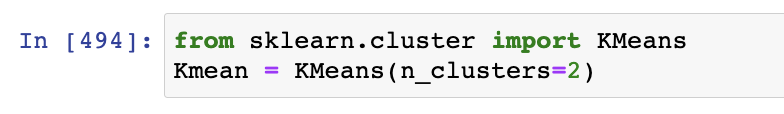 In [494]: from sklearn.cluster import KMeans
Kmean = KMeans(n_clusters=2)